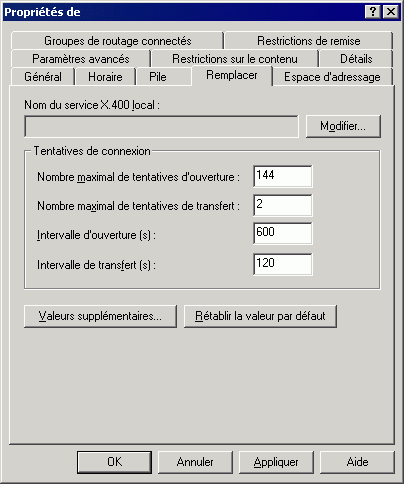 Propriétés de
Groupes de routage connectés
Restrictions de remise
Paramètres avancés
Restrictions sur le contenu
Détails
Général
Horaire
Pile
Remplacer
Espace d'adressage
Nom du service X.400 local :
Modifier...
Tentatives de connexion
Nombre maximal de tentatives d'ouverture : 144
Nombre maximal de tentatives de transfert : 2
Intervalle d'ouverture (s) : 600
Intervalle de transfert (s) : 120
Valeurs supplémentaires...
Rétablir la valeur par défaut
OK
Annuler
Appliquer
Aide